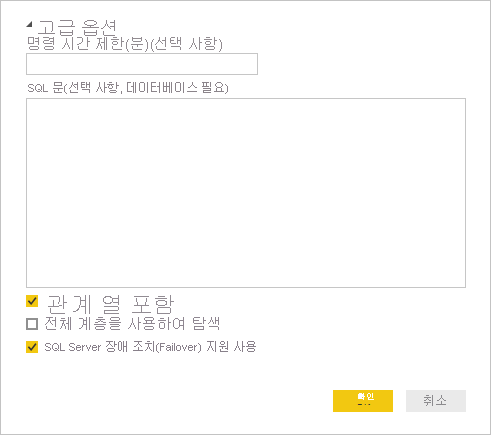 고급 옵션
명령 시간 제한(분)(선택 사항)
SQL 문(선택 사항, 데이터베이스 필요)
관계 열 포함
전체 계층을 사용하여 탐색
SQL Server 장애 조치(Failover) 지원 사용
확인
취소